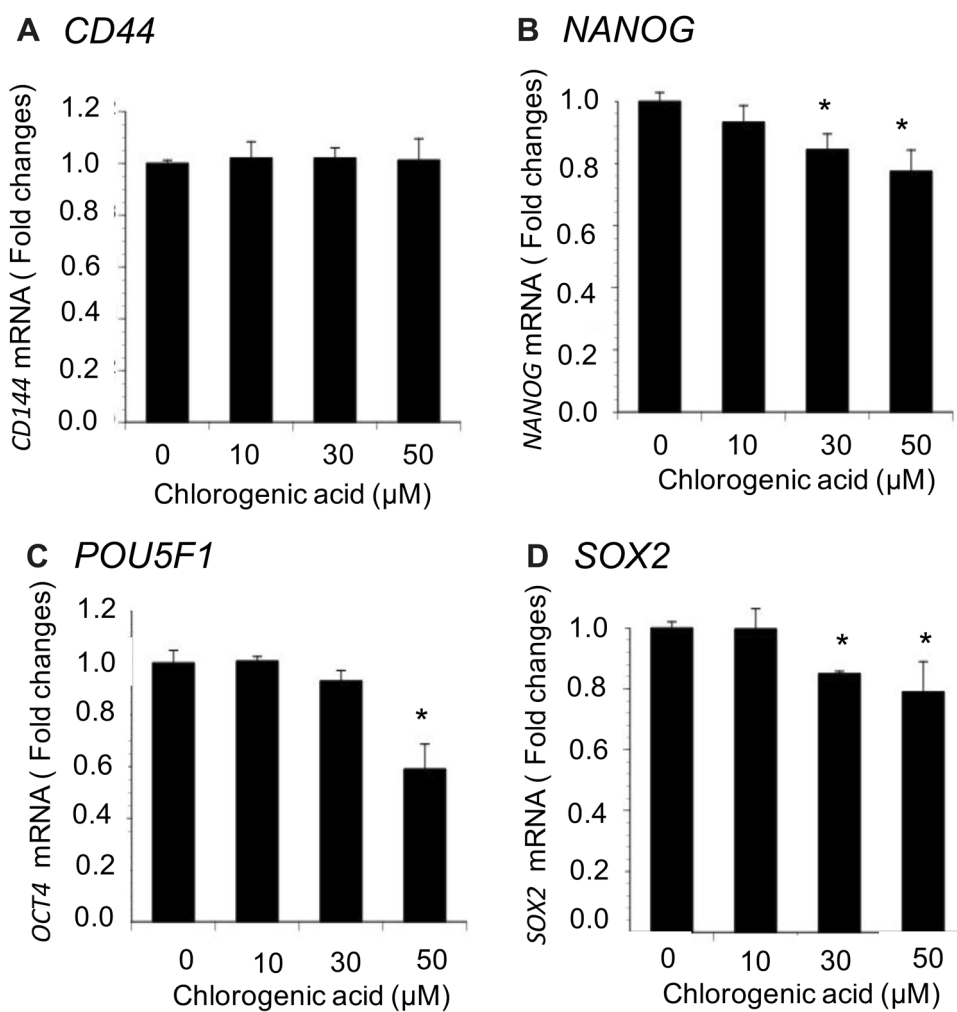 A CD44
CD144 mRNA ( Fold changes)
1.2
1.0
0.8
0.6
0.4
0.2
0.0
0 10 30 50
Chlorogenic acid (µM)
B NANOG
NANOG mRNA ( Fold changes)
1.0
0.8
0.6
0.4
0.2
0.0
* *
0 10 30 50
Chlorogenic acid (µM)
C POU5F1
OCT4 mRNA ( Fold changes)
1.2
1.0
0.8
0.6
0.4
0.2
0.0
*
0 10 30 50
Chlorogenic acid (µM)
D SOX2
SOX2 mRNA ( Fold changes)
1.0
0.8
0.6
0.4
0.2
0.0
* *
0 10 30 50
Chlorogenic acid (µM)